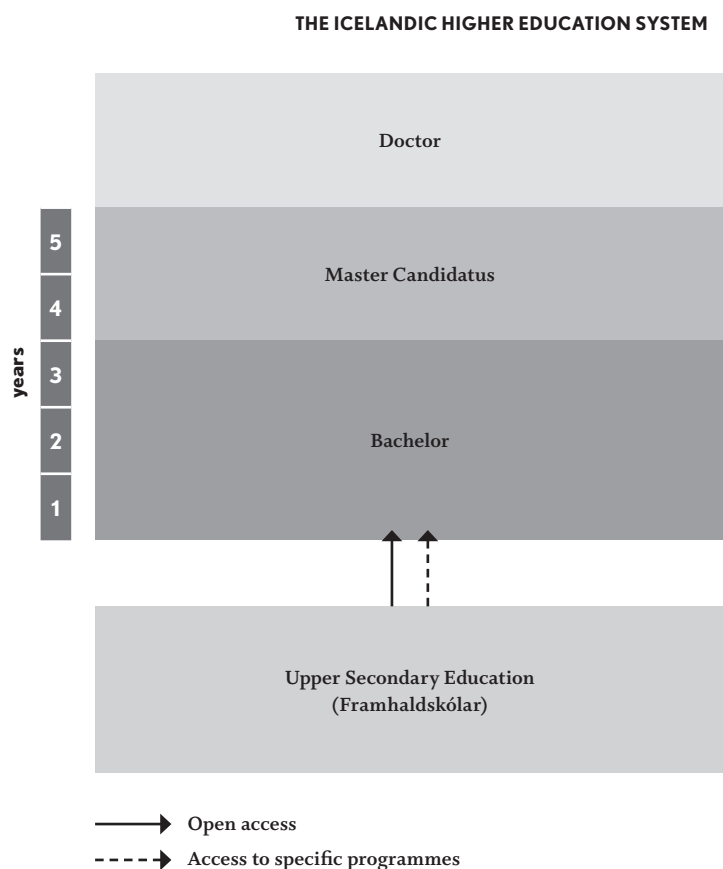 THE ICELANDIC HIGHER EDUCATION SYSTEM
Doctor
5
Master Candidatus
4
years
3
Bachelor
2
1
Upper Secondary Education
(Framhaldskólar)
Open access
Access to specific programmes